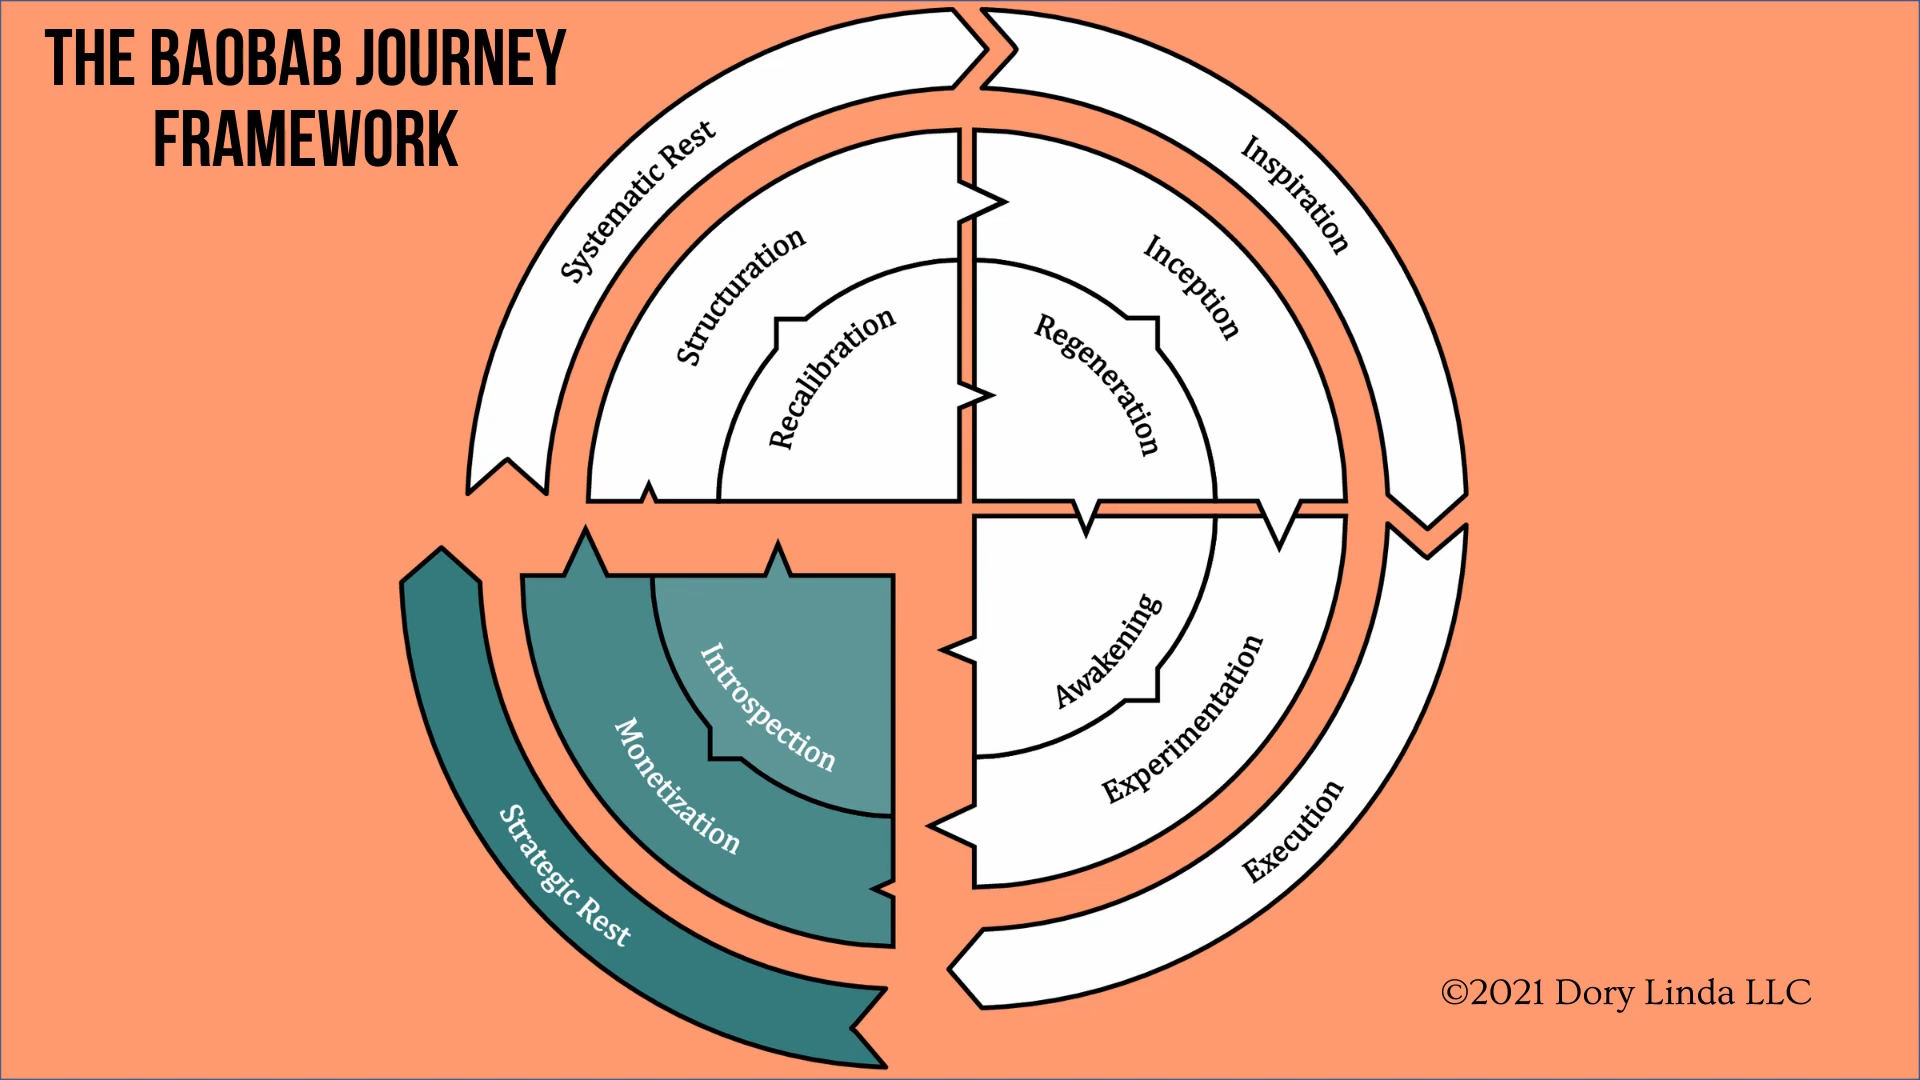 THE BAOBAB JOURNEY
FRAMEWORK
Systematic Rest
Inspiration
Structuration
Inception
Recalibration
Regeneration
Introspection
Awakening
Monetization
Experimentation
Strategic Rest
Execution
©2021 Dory Linda LLC